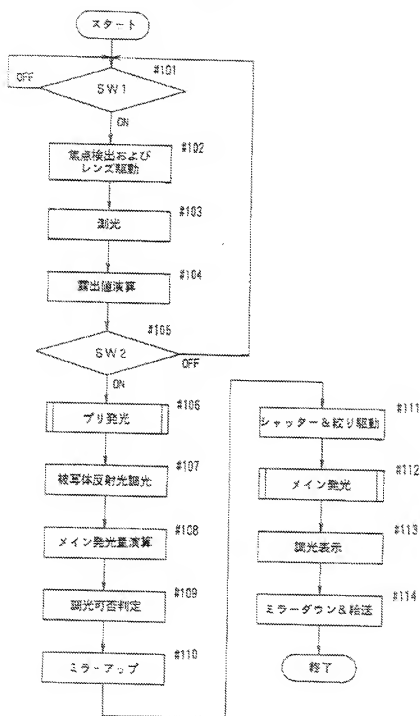 スタート
#101
OFF
SW1
ON
#102
焦点検出および
レンズ駆動
#103
測光
#104
露出値演算
#105
SW2
OFF
ON
#106
プリ発光
#107
被写体反射光調光
#108
メイン発光量演算
#109
調光可否判定
#110
ミラーアップ
#111
シャッター&絞り駆動
#112
メイン発光
#113
調光表示
#114
ミラーダウン&給送
終了